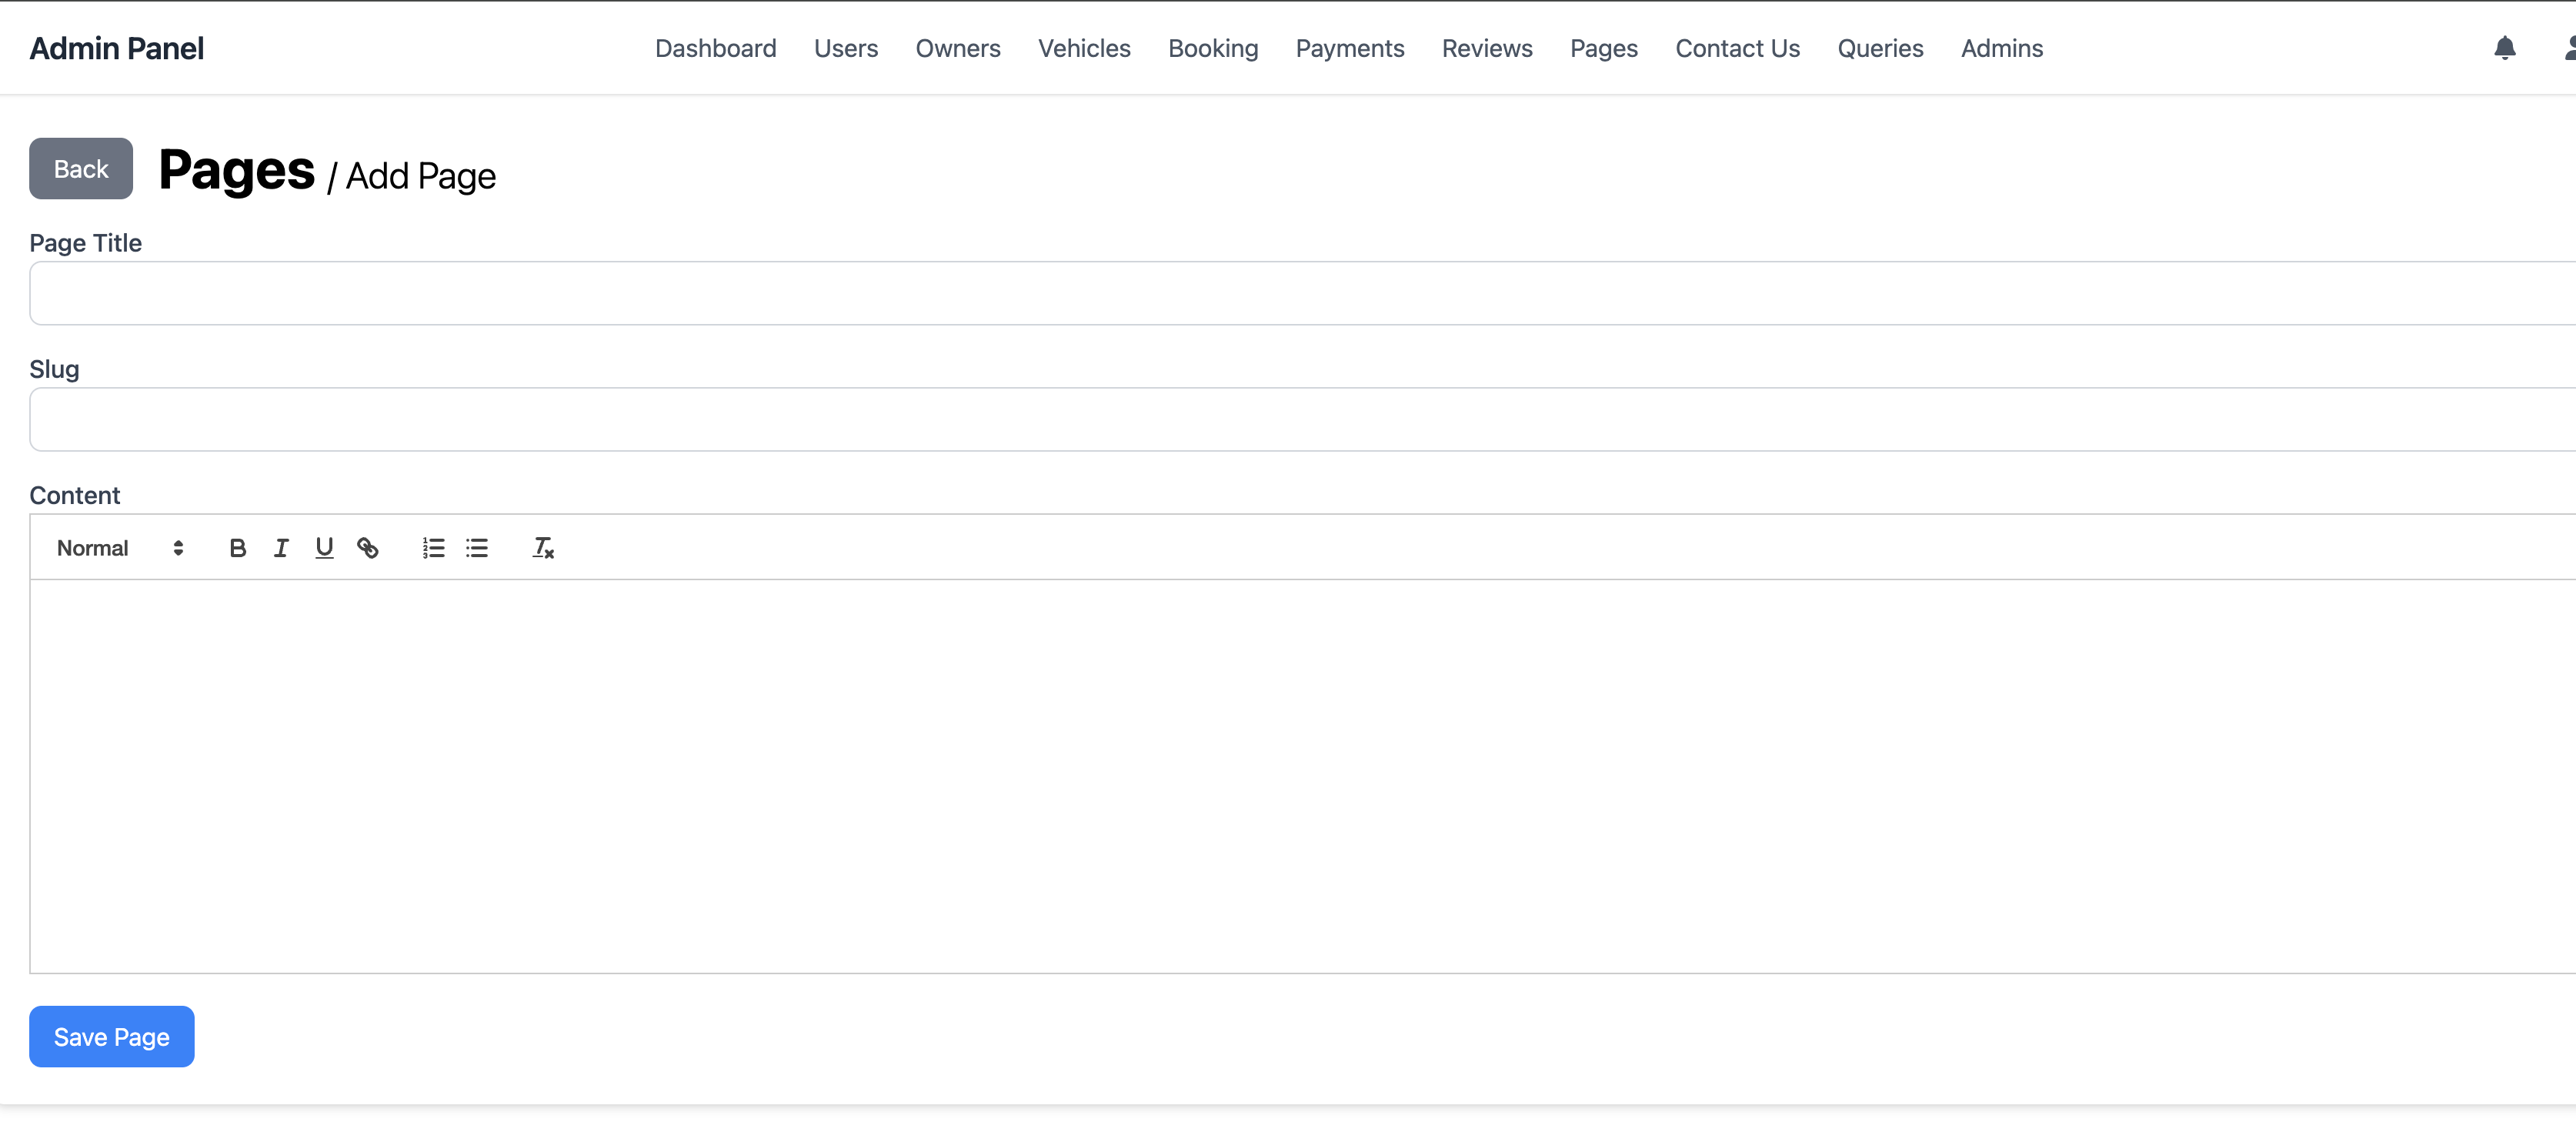 Admin Panel Dashboard Users Owners Vehicles Booking Payments Reviews Pages Contact Us Queries Admins
Back Pages / Add Page
Page Title
Slug
Content
Normal
Save Page